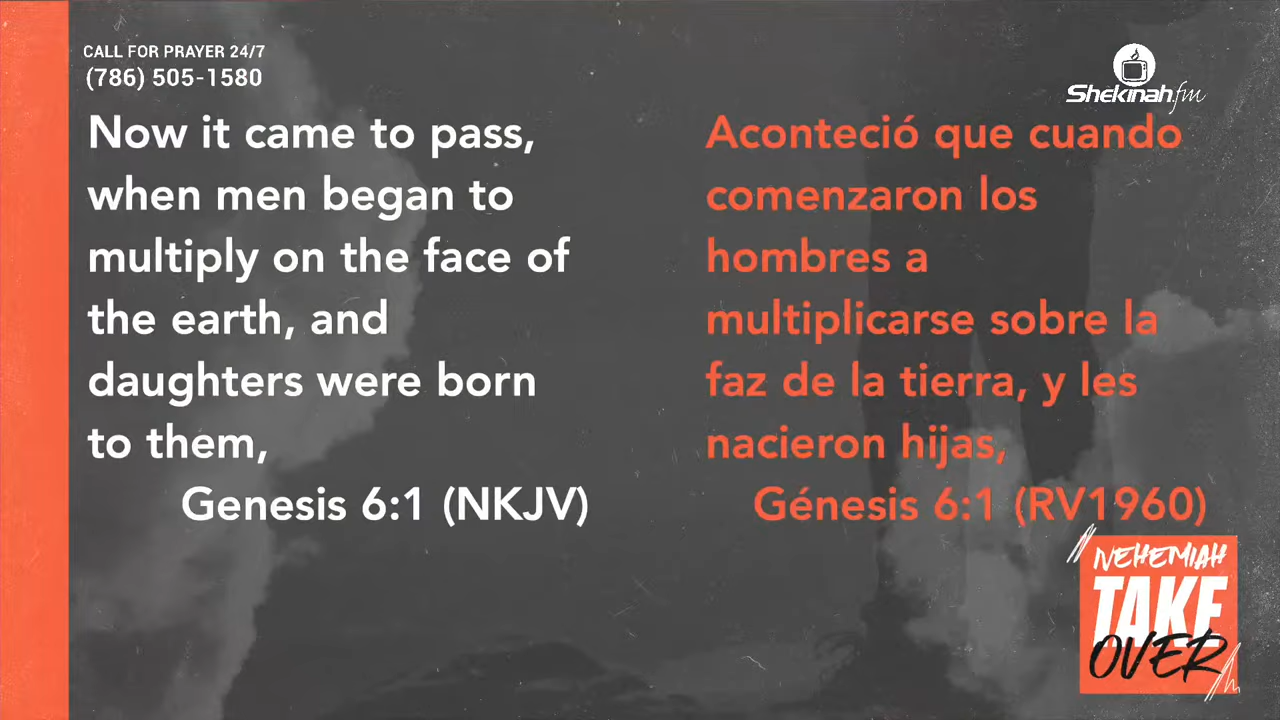 CALL FOR PRAYER 24/7
(786) 505-1580
Shekinah.fm
Now it came to pass,
when men began to
multiply on the face of
the earth, and
daughters were born
to them,
Genesis 6:1 (NKJV)
Aconteció que cuando
comenzaron los
hombres a
multiplicarse sobre la
faz de la tierra, y les
nacieron hijas,
Génesis 6:1 (RV1960)
NEHEMIAH
TAKE
OVER